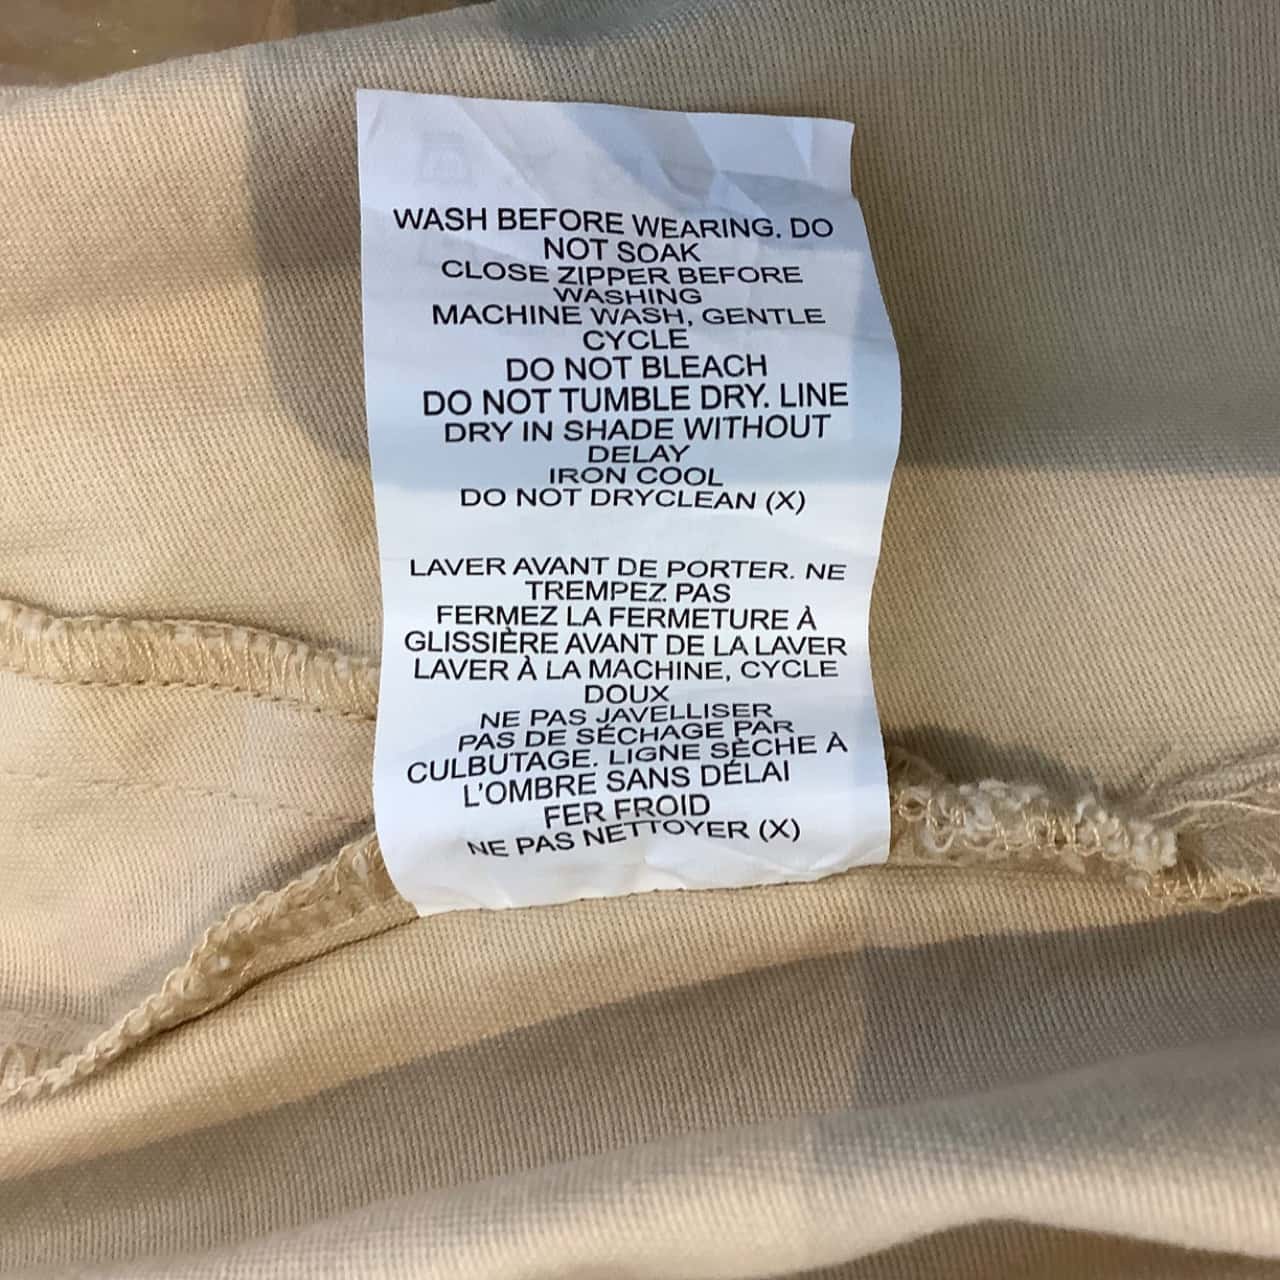 WASH BEFORE WEARING. DO
NOT SOAK
CLOSE ZIPPER BEFORE
WASHING
MACHINE WASH, GENTLE
CYCLE
DO NOT BLEACH
DO NOT TUMBLE DRY. LINE
DRY IN SHADE WITHOUT
DELAY
IRON COOL
DO NOT DRYCLEAN (X)
LAVER AVANT DE PORTER. NE
TREMPEZ PAS
FERMEZ LA FERMETURE À
GLISSIÈRE AVANT DE LA LAVER
LAVER À LA MACHINE, CYCLE
DOUX
NE PAS JAVELLISER
PAS DE SÉCHAGE PAR
CULBUTAGE. LIGNE SÈCHE À
L'OMBRE SANS DÉLAI
FER FROID
NE PAS NETTOYER (X)